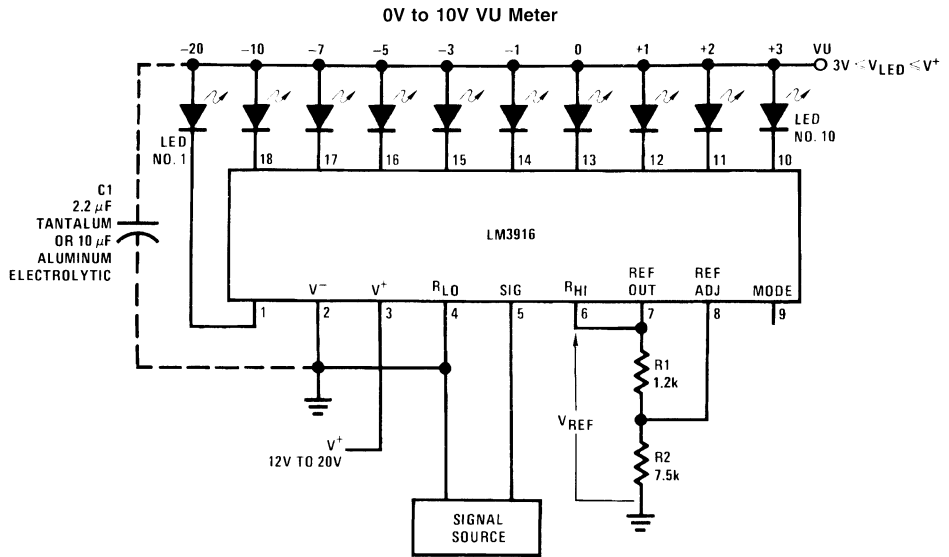 0V to 10V VU Meter
−20 −10 −7 −5 −3 −1 0 +1 +2 +3 VU
3V ≤ VLED ≤ V+
LED
NO. 1
LED
NO. 10
18 17 16 15 14 13 12 11 10
C1
2.2 μF
TANTALUM
OR 10 μF
ALUMINUM
ELECTROLYTIC
LM3916
V− V+ RLO SIG RHI REF OUT REF ADJ MODE
1 2 3 4 5 6 7 8 9
R1
1.2k
VREF
V+
12V TO 20V
R2
7.5k
SIGNAL
SOURCE